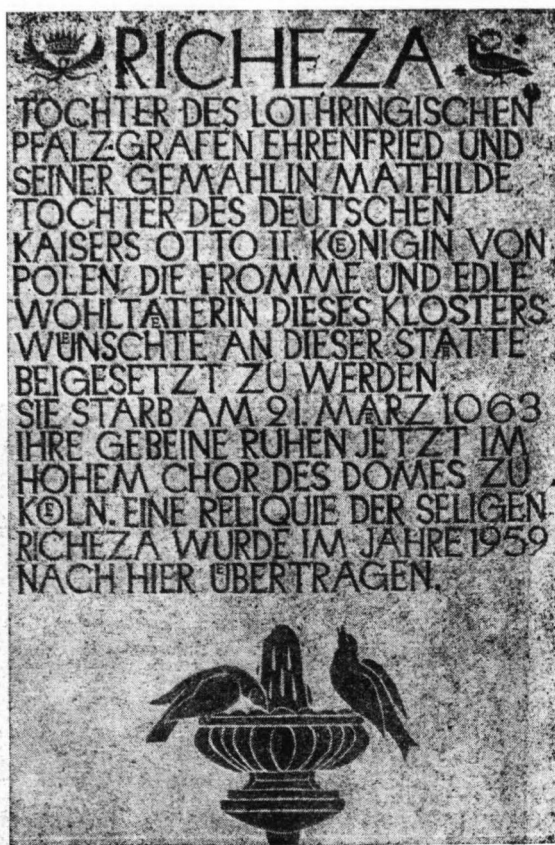 RICHEZA
TOCHTER DES LOTHRINGISCHEN
PFALZ-GRAFEN EHRENFRIED UND
SEINER GEMAHLIN MATHILDE
TOCHTER DES DEUTSCHEN
KAISERS OTTO II. KÖNIGIN VON
POLEN. DIE FROMME UND EDLE
WOHLTÄTERIN DIESES KLOSTERS
WÜNSCHTE AN DIESER STÄTTE
BEIGESETZT ZU WERDEN.
SIE STARB AM 21. MÄRZ 1063
IHRE GEBEINE RUHEN JETZT IM
HOHEM CHOR DES DOMES ZU
KÖLN. EINE RELIQUIE DER SELIGEN
RICHEZA WURDE IM JAHRE 1959
NACH HIER ÜBERTRAGEN.